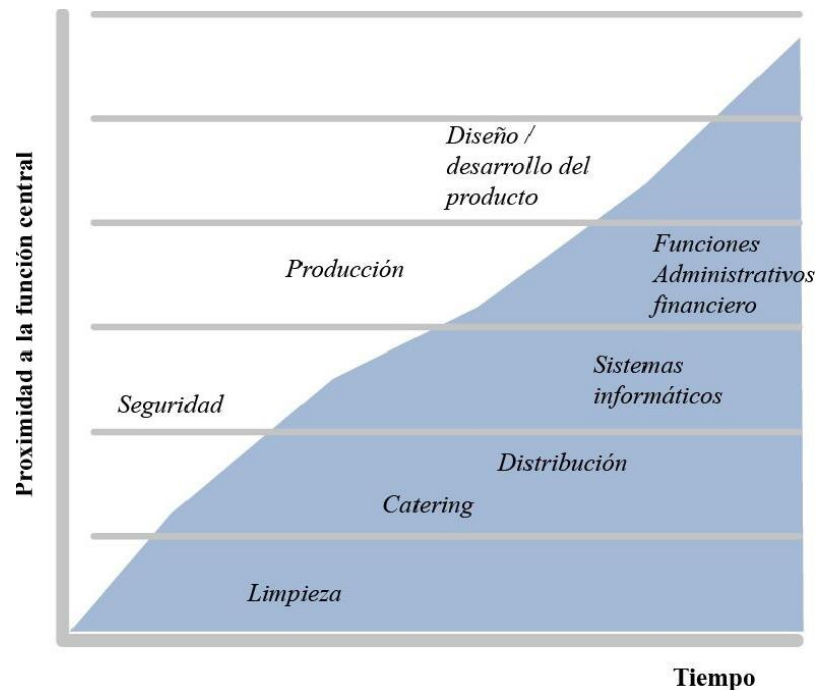 Proximidad a la función central
Diseño /
desarrollo del
producto
Producción
Funciones
Administrativos
financiero
Seguridad
Sistemas
informáticos
Distribución
Catering
Limpieza
Tiempo